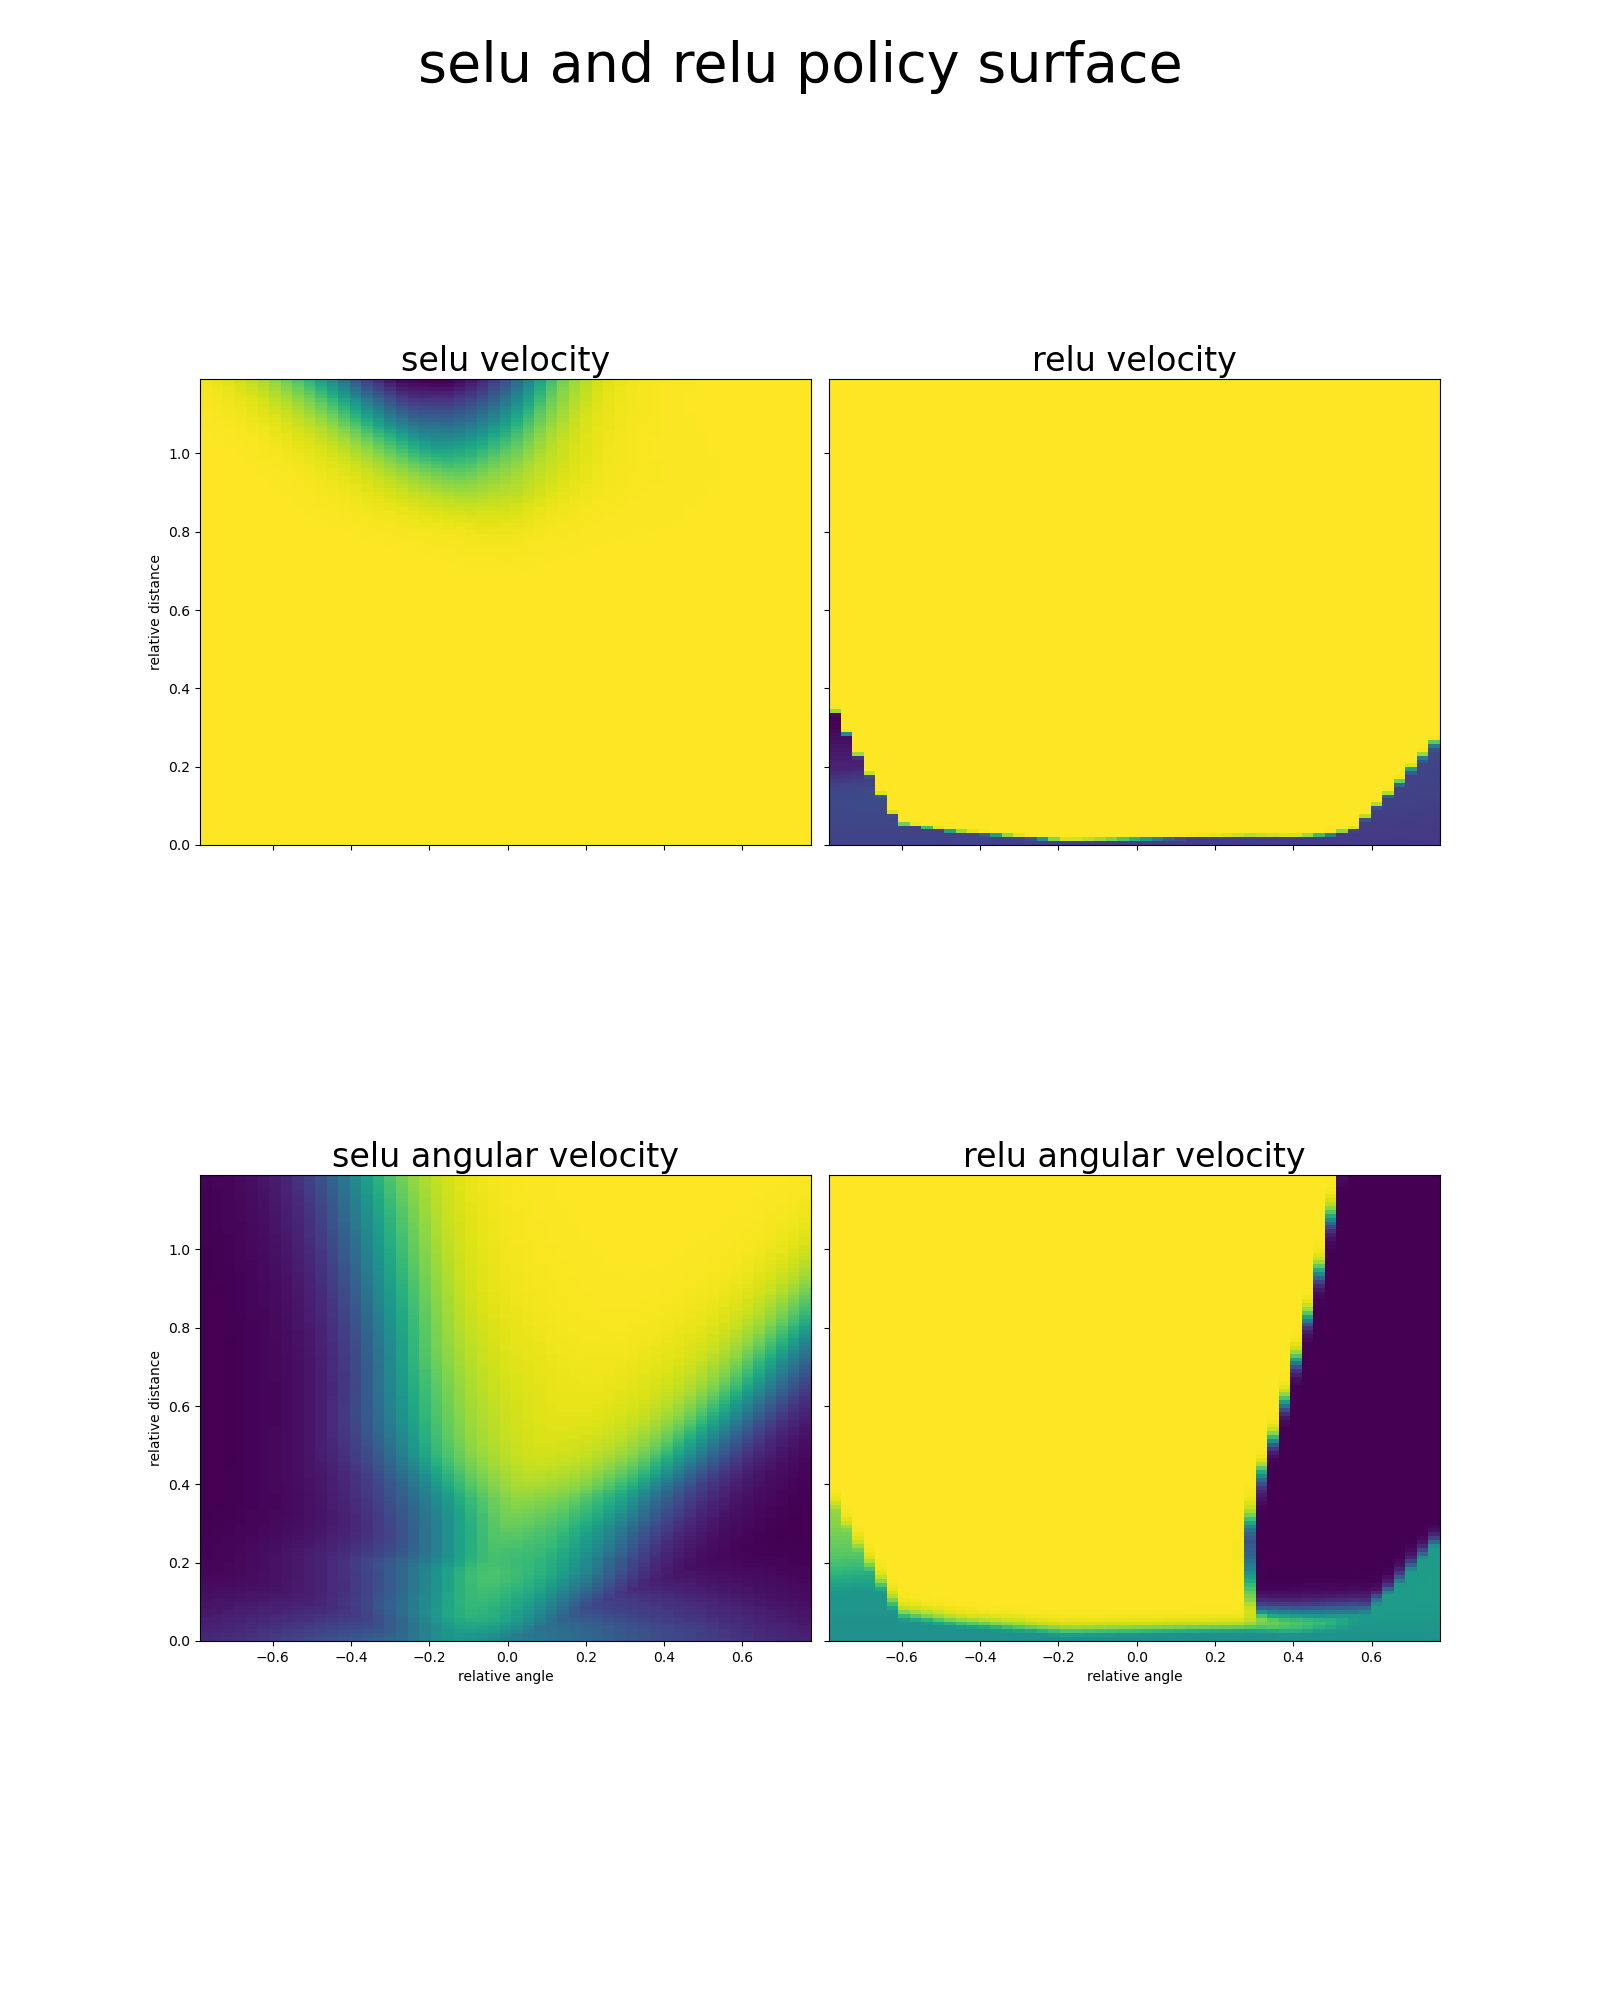 selu and relu policy surface
selu velocity
relu velocity
1.0
0.8
0.6
0.4
0.2
0.0
relative distance
selu angular velocity
relu angular velocity
1.0
0.8
0.6
0.4
0.2
0.0
relative distance
−0.6 −0.4 −0.2 0.0 0.2 0.4 0.6
relative angle
−0.6 −0.4 −0.2 0.0 0.2 0.4 0.6
relative angle